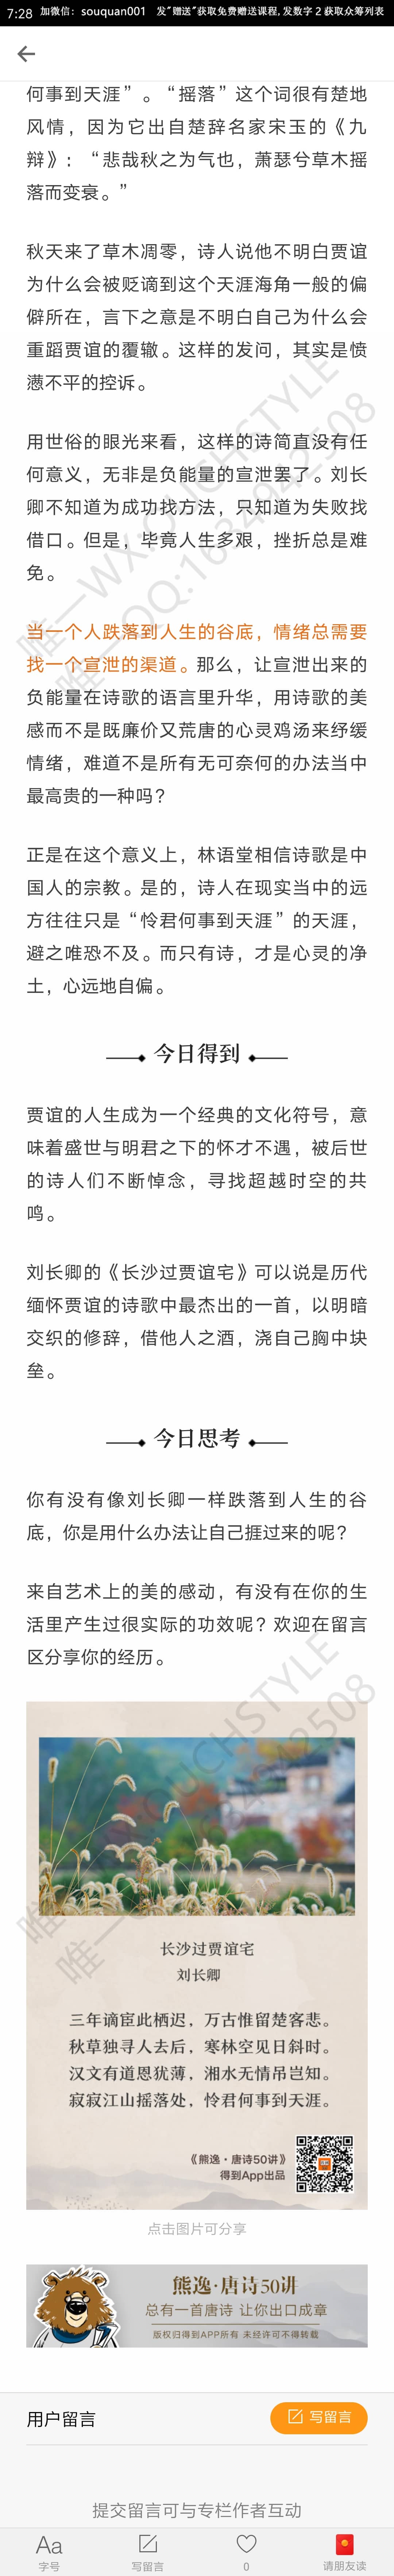 7:28 加微信：souquan001 发"赠送"获取免费赠送课程，发数字 2 获取众筹列表
何事到天涯”。“摇落”这个词很有楚地
风情，因为它出自楚辞名家宋玉的《九
辩》：“悲哉秋之为气也，萧瑟兮草木摇
落而变衰。”
秋天来了草木凋零，诗人说他不明白贾谊
为什么会被贬谪到这个天涯海角一般的偏
僻所在，言下之意是不明白自己为什么会
重蹈贾谊的覆辙。这样的发问，其实是愤
懑不平的控诉。
用世俗的眼光来看，这样的诗简直没有任
何意义，无非是负能量的宣泄罢了。刘长
卿不知道为成功找方法，只知道为失败找
借口。但是，毕竟人生多艰，挫折总是难
免。
当一个人跌落到人生的谷底，情绪总需要
找一个宣泄的渠道。那么，让宣泄出来的
负能量在诗歌的语言里升华，用诗歌的美
感而不是既廉价又荒唐的心灵鸡汤来纾缓
情绪，难道不是所有无可奈何的办法当中
最高贵的一种吗？
正是在这个意义上，林语堂相信诗歌是中
国人的宗教。是的，诗人在现实当中的远
方往往只是“怜君何事到天涯”的天涯，
避之唯恐不及。而只有诗，才是心灵的净
土，心远地自偏。
今日得到
贾谊的人生成为一个经典的文化符号，意
味着盛世与明君之下的怀才不遇，被后世
的诗人们不断悼念，寻找超越时空的共
鸣。
刘长卿的《长沙过贾谊宅》可以说是历代
缅怀贾谊的诗歌中最杰出的一首，以明暗
交织的修辞，借他人之酒，浇自己胸中块
垒。
今日思考
你有没有像刘长卿一样跌落到人生的谷
底，你是用什么办法让自己捱过来的呢？
来自艺术上的美的感动，有没有在你的生
活里产生过很实际的功效呢？欢迎在留言
区分享你的经历。
长沙过贾谊宅
刘长卿
三年谪宦此栖迟，万古惟留楚客悲。
秋草独寻人去后，寒林空见日斜时。
汉文有道恩犹薄，湘水无情吊岂知。
寂寂江山摇落处，怜君何事到天涯。
《熊逸·唐诗50讲》
得到App出品
点击图片可分享
熊逸·唐诗50讲
总有一首唐诗 让你出口成章
版权归得到APP所有 未经许可不得转载
用户留言
写留言
提交留言可与专栏作者互动
Aa
字号
写留言
0
请朋友读
唯一WX:OUCHSTYLE
唯一QQ:1634942508